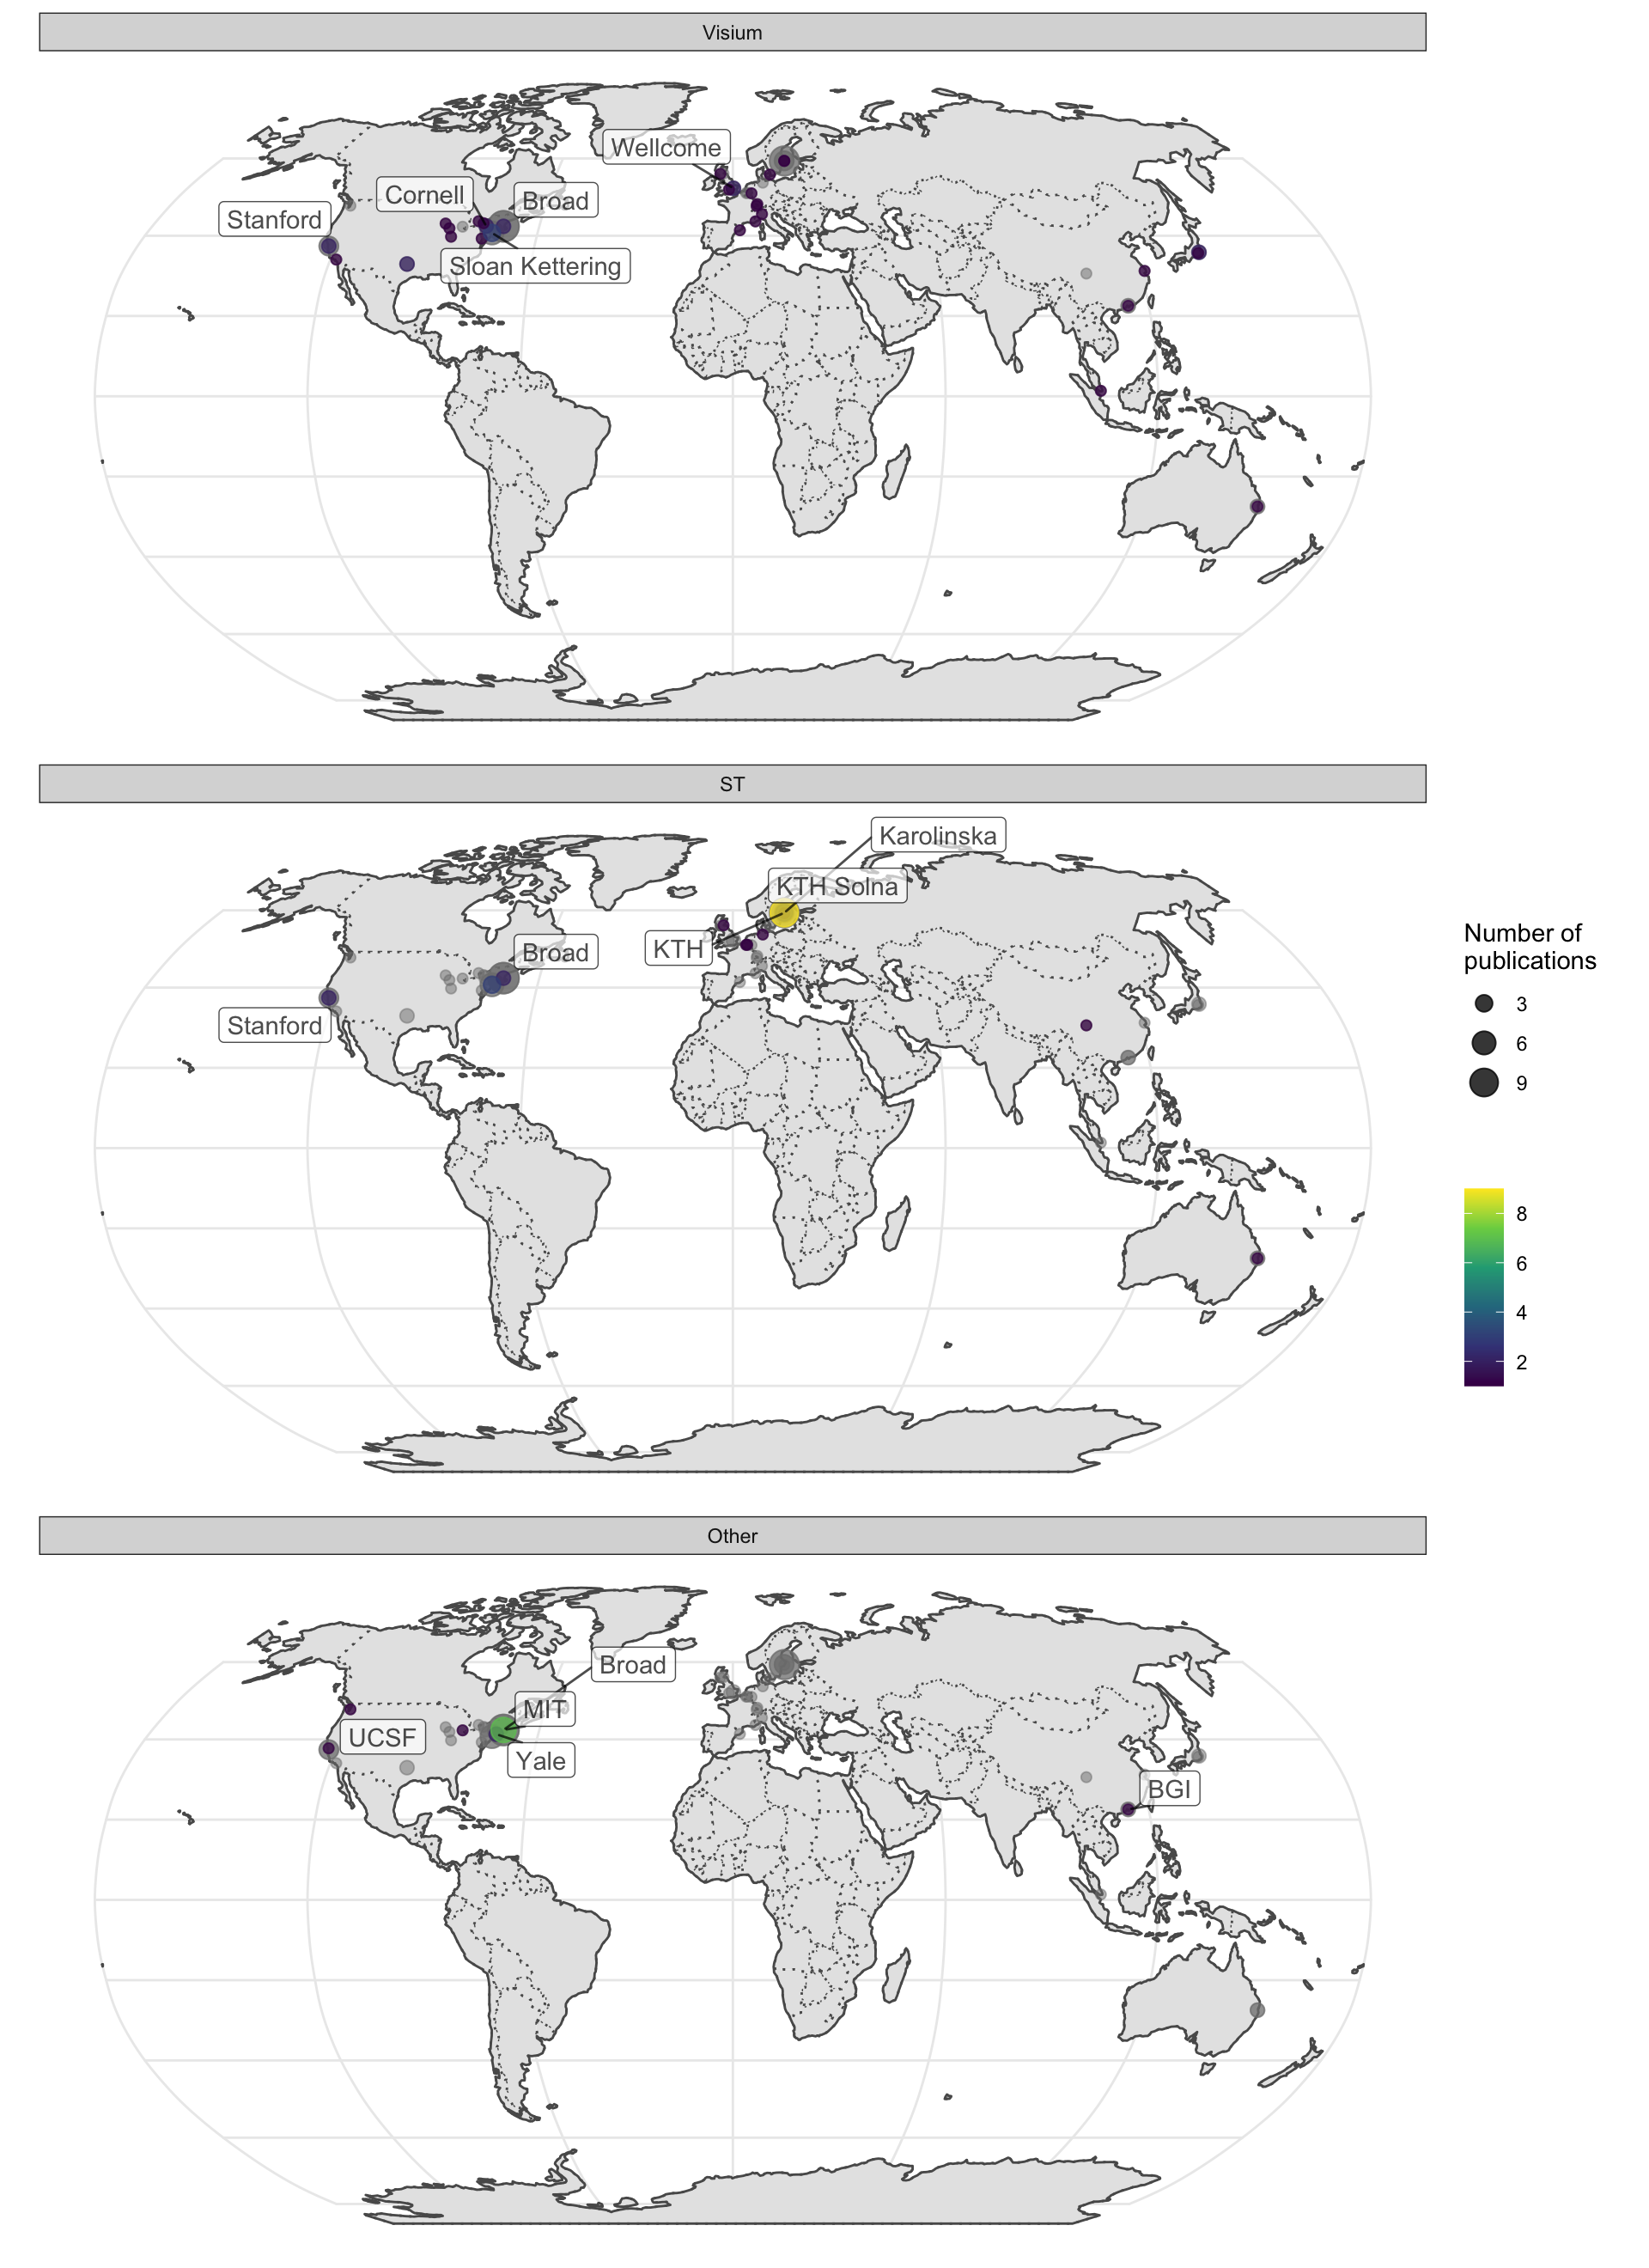 Visium
Wellcome
Cornell
Broad
Stanford
Sloan Kettering
ST
Karolinska
KTH Solna
KTH
Broad
Stanford
Number of
publications
3
6
9
8
6
4
2
Other
Broad
MIT
UCSF
Yale
BGI